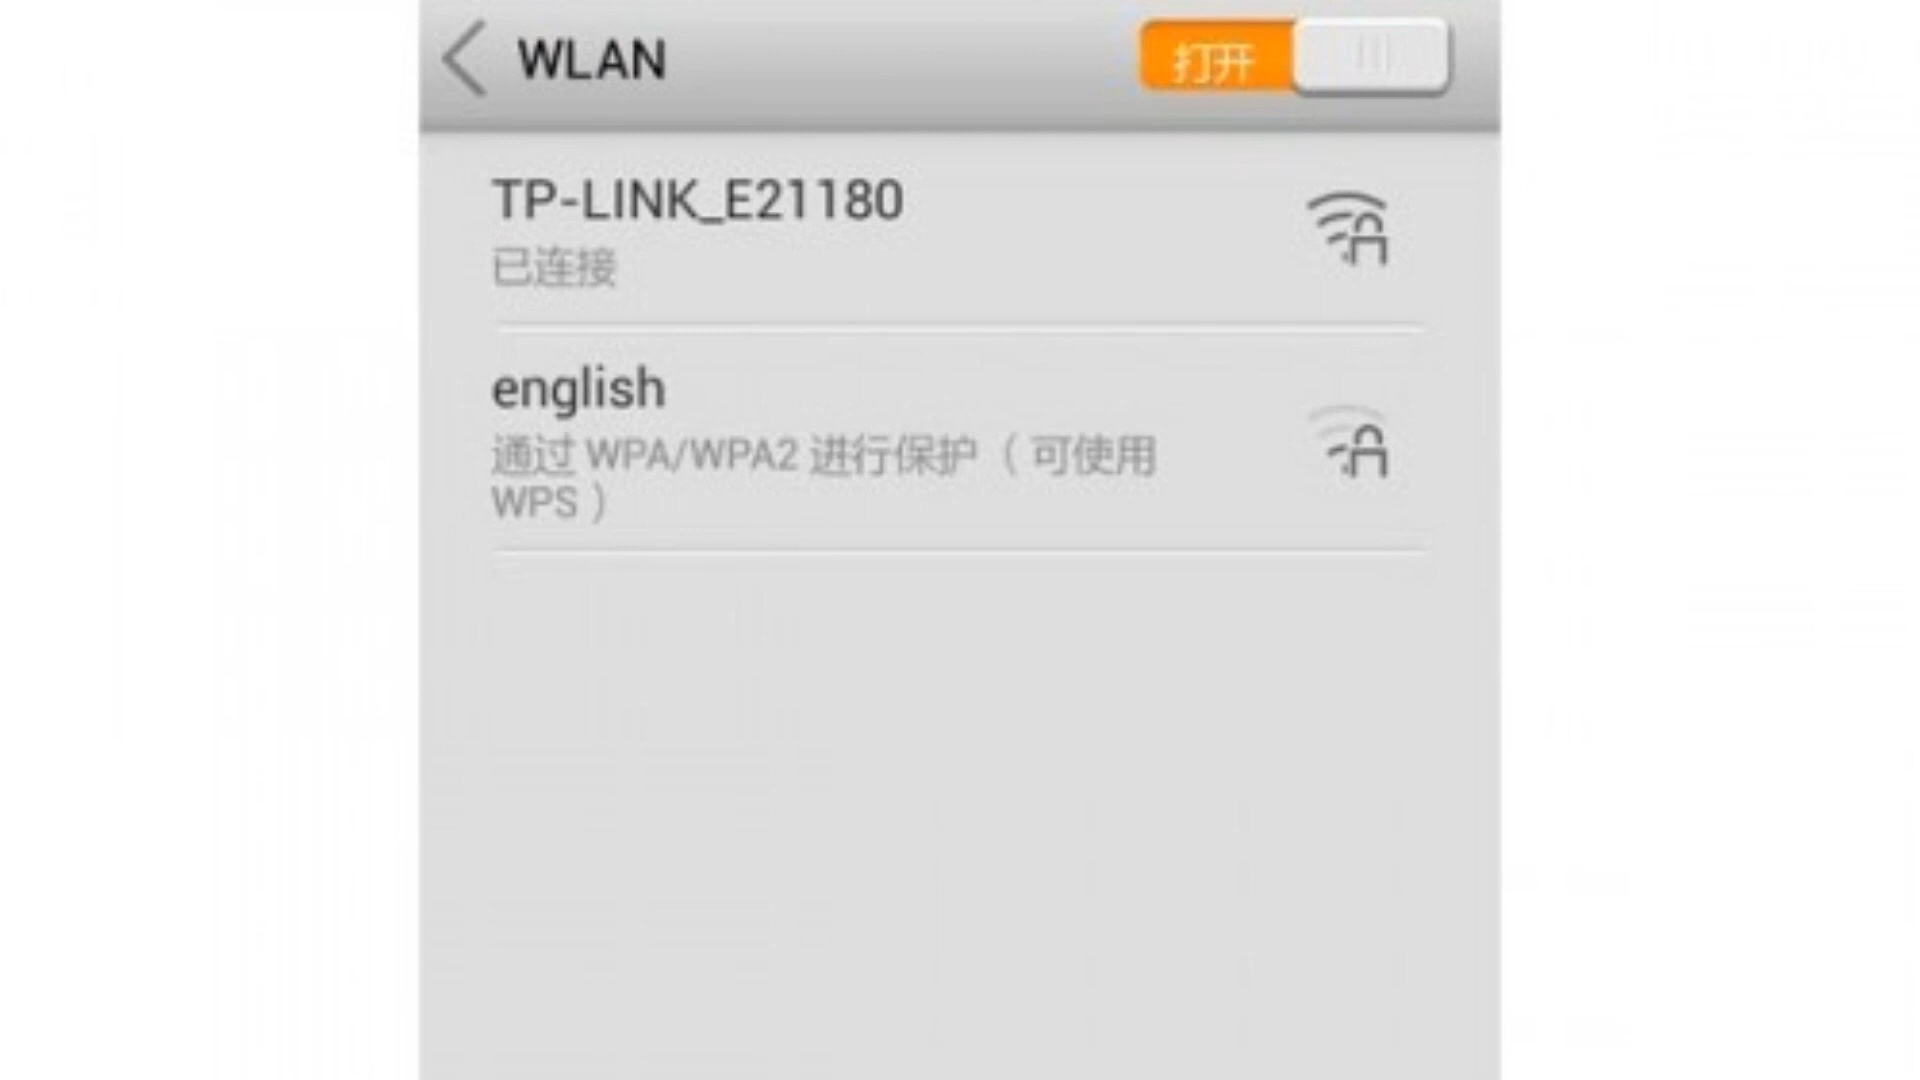 WLAN
打开
TP-LINK_E21180
已连接
english
通过 WPA/WPA2 进行保护（可使用
WPS）